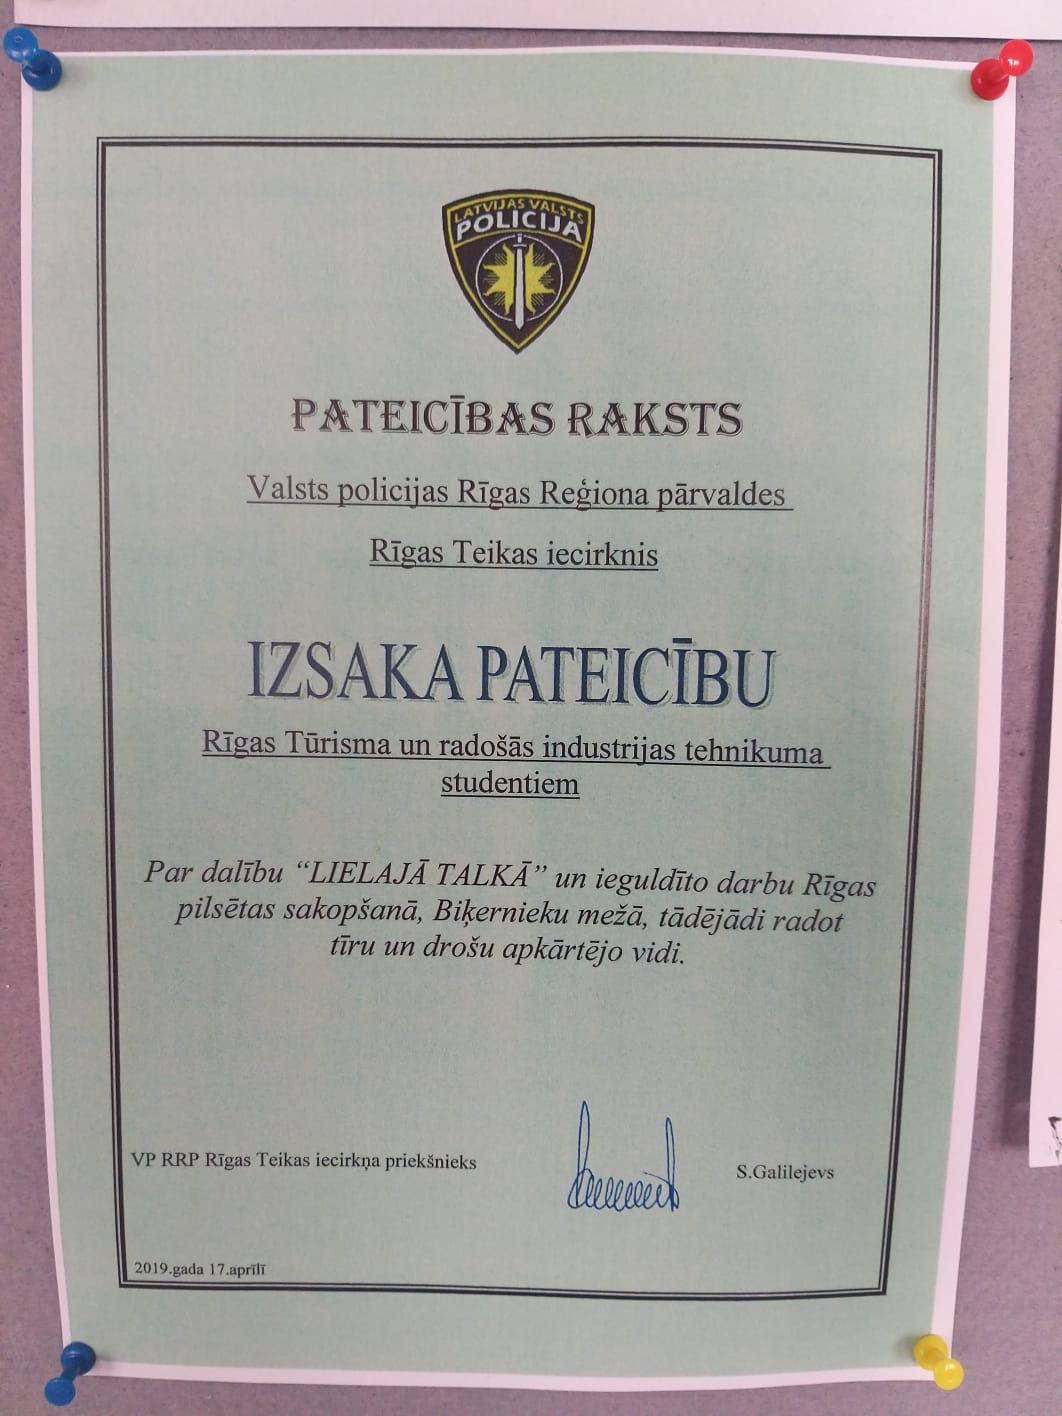 LATVIJAS VALSTS
POLICIJA
PATEICĪBAS RAKSTS
Valsts policijas Rīgas Reģiona pārvaldes
Rīgas Teikas iecirknis
IZSAKA PATEICĪBU
Rīgas Tūrisma un radošās industrijas tehnikuma
studentiem
Par dalību “LIELAJĀ TALKĀ” un ieguldīto darbu Rīgas
pilsētas sakopšanā, Biķernieku mežā, tādējādi radot
tīru un drošu apkārtējo vidi.
VP RRP Rīgas Teikas iecirkņa priekšnieks
S.Galilejevs
2019.gada 17.aprīlī